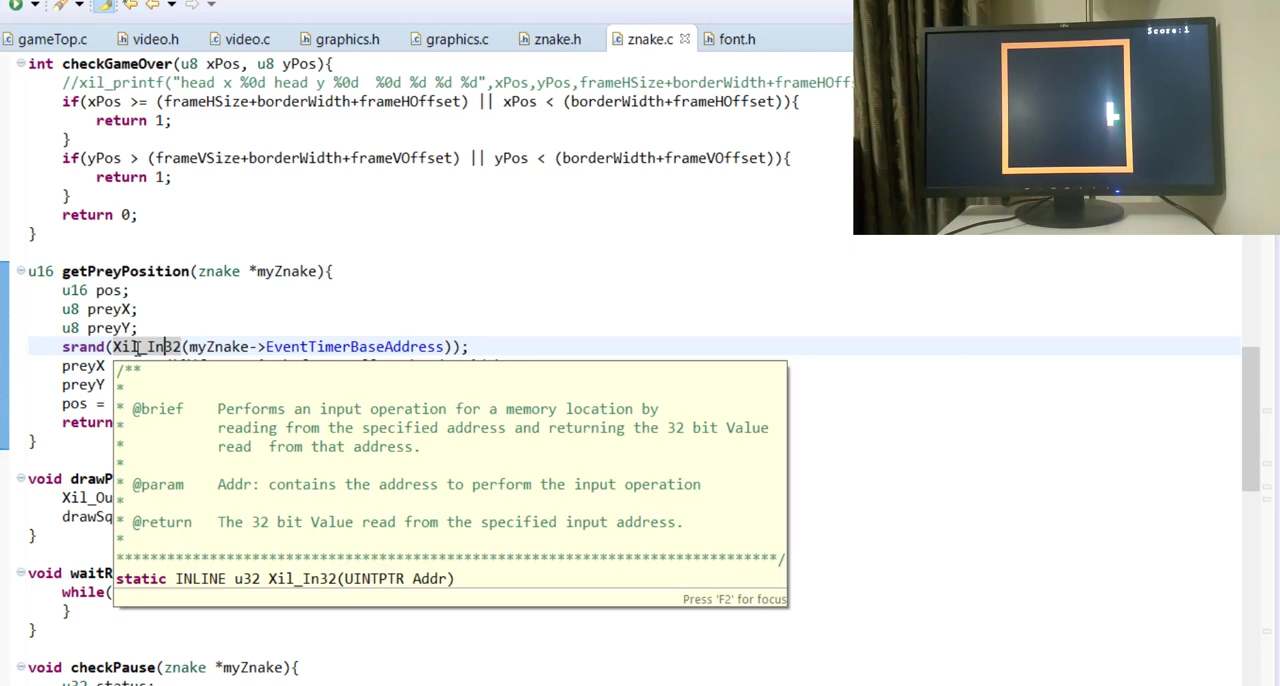 gameTop.c video.h video.c graphics.h graphics.c znake.h znake.c font.h
Score:1
int checkGameOver(u8 xPos, u8 yPos){
//xil_printf("head x %0d head y %0d %0d %d %d %d",xPos,yPos,frameHSize+borderWidth+frameHOff
if(xPos >= (frameHSize+borderWidth+frameHOffset) || xPos < (borderWidth+frameHOffset)){
return 1;
}
if(yPos > (frameVSize+borderWidth+frameVOffset) || yPos < (borderWidth+frameVOffset)){
return 1;
}
return 0;
}
u16 getPreyPosition(znake *myZnake){
u16 pos;
u8 preyX;
u8 preyY;
srand(Xil_In32(myZnake->EventTimerBaseAddress));
preyX
preyY
pos =
return
}
/**
*
* @brief Performs an input operation for a memory location by
* reading from the specified address and returning the 32 bit Value
* read from that address.
*
* @param Addr: contains the address to perform the input operation
*
* @return The 32 bit Value read from the specified input address.
*
******************************************************************************/
static INLINE u32 Xil_In32(UINTPTR Addr)
Press 'F2' for focus
void drawP
Xil_Ou
drawSq
}
void waitR
while(
}
}
void checkPause(znake *myZnake){
u32 status;